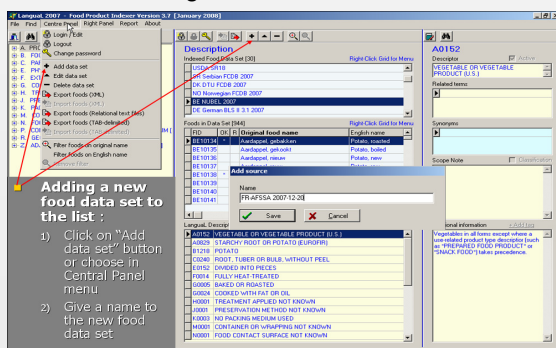 LanguaL 2007 - Food Product Indexer Version 3.7 [January 2008]
File Find Centre Panel Right Panel Report About
Login / Edit
Logout
Change password
Add data set
Edit data set
Delete data set
Export foods (XML)
Import foods (XML)
Export foods (Relational text files)
Export foods (TAB-delimited)
Import foods (TAB-delimited)
Filter foods on original name
Filter foods on English name
Remove filter
Adding a new
food data set to
the list :
1) Click on "Add
data set" button
or choose in
Central Panel
menu
2) Give a name to
the new food
data set
Description
Indexed Food Data Set [30] Right-Click Grid for Menu
USDA SR18
SR Serbian FCDB 2007
DK DTU FCDB 2007
NO Norwegian FCDB 2007
BE NUBEL 2007
DE German BLS II 3.1 2007
Foods in Data Set [944] Right-Click Grid for Menu
FID OK R Original food name English name
BE10134 Aardappel, gebakken Potato, roasted
BE10135 Aardappel, gekookt Potato, boiled
BE10136 Aardappel, nieuw Potato, new
BE10137
BE10138
BE10139
BE10140
BE10141
Add source
Name
FR-AFSSA 2007-12-20
Save Cancel
A0152 VEGETABLE OR VEGETABLE PRODUCT (U.S.)
A0829 STARCHY ROOT OR POTATO (EUROFIR)
B1218 POTATO
C0240 ROOT, TUBER OR BULB, WITHOUT PEEL
E0152 DIVIDED INTO PIECES
F0014 FULLY HEAT-TREATED
G0005 BAKED OR ROASTED
G0024 COOKED WITH FAT OR OIL
H0001 TREATMENT APPLIED NOT KNOWN
J0001 PRESERVATION METHOD NOT KNOWN
K0003 NO PACKING MEDIUM USED
M0001 CONTAINER OR WRAPPING NOT KNOWN
N0001 FOOD CONTACT SURFACE NOT KNOWN
A0152
Descriptor Active
VEGETABLE OR VEGETABLE
PRODUCT (U.S.)
Related terms
Synonyms
Scope Note Classification
Vegetables in all forms except where a
use-related product type descriptor (such
as "PREPARED FOOD PRODUCT" or
"SNACK FOOD") takes precedence.